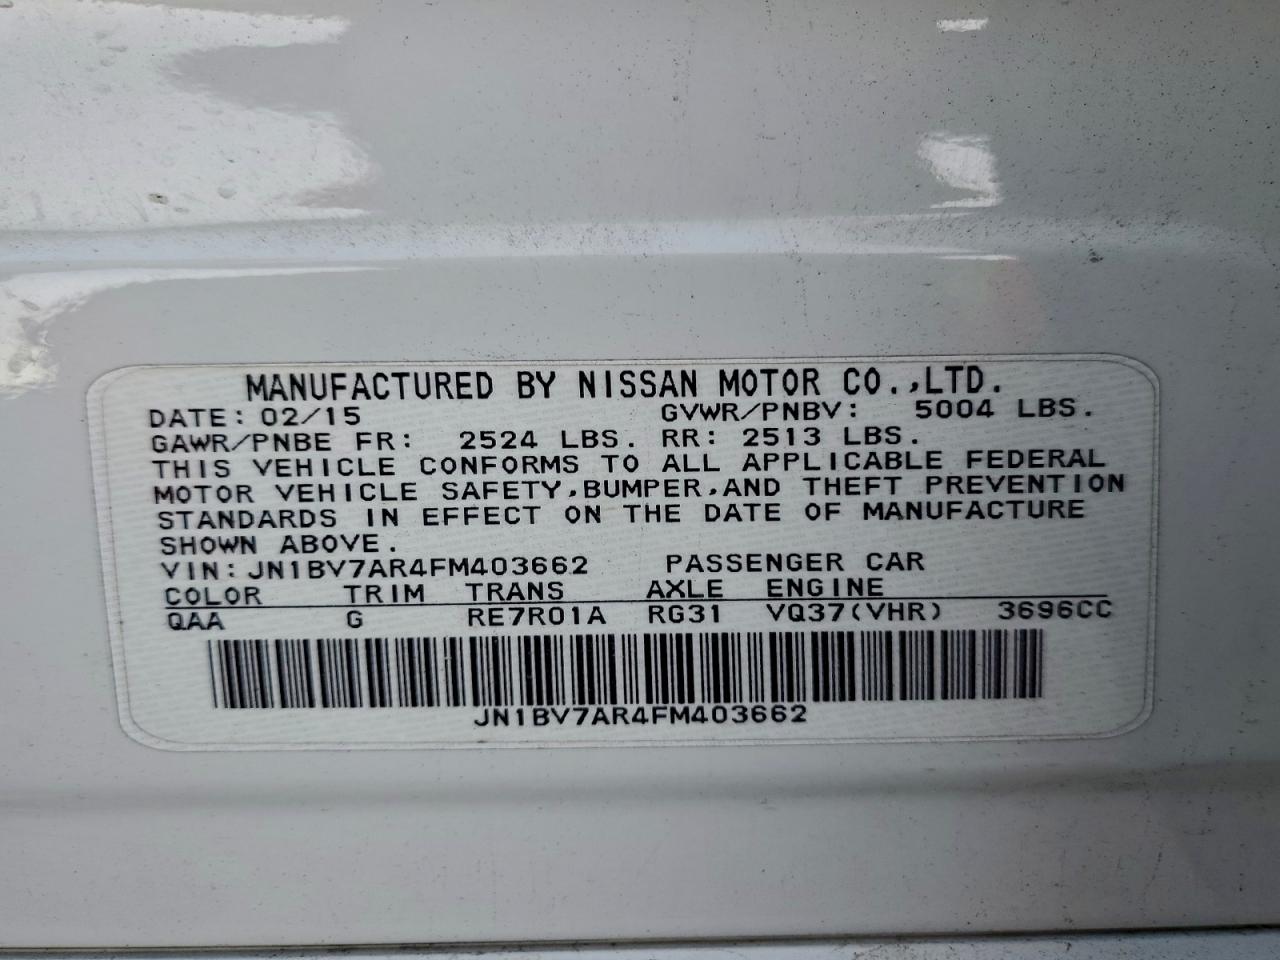 MANUFACTURED BY NISSAN MOTOR CO.,LTD.
DATE: 02/15 GVWR/PNBV: 5004 LBS.
GAWR/PNBE FR: 2524 LBS. RR: 2513 LBS.
THIS VEHICLE CONFORMS TO ALL APPLICABLE FEDERAL
MOTOR VEHICLE SAFETY,BUMPER,AND THEFT PREVENTION
STANDARDS IN EFFECT ON THE DATE OF MANUFACTURE
SHOWN ABOVE.
VIN: JN1BV7AR4FM403662 PASSENGER CAR
COLOR TRIM TRANS AXLE ENGINE
QAA G RE7R01A RG31 VQ37(VHR) 3696CC
JN1BV7AR4FM403662